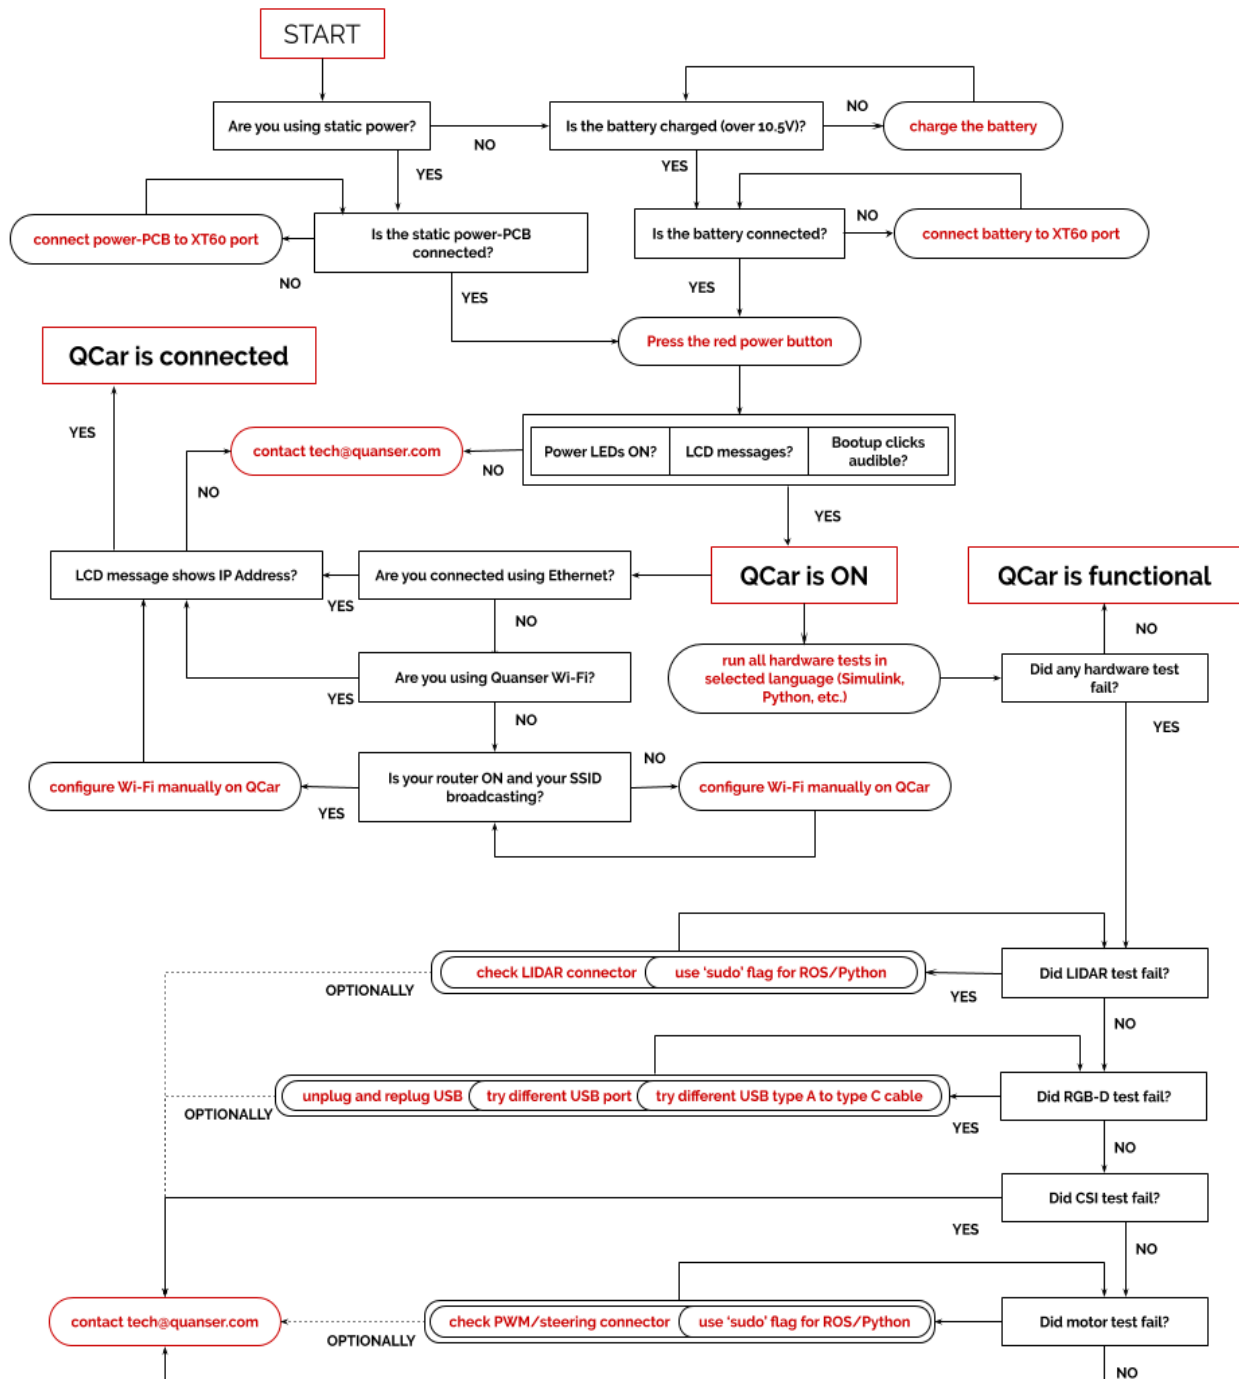 START
Are you using static power?
NO
Is the battery charged (over 10.5V)?
NO
charge the battery
YES
YES
connect power-PCB to XT60 port
NO
Is the static power-PCB
connected?
Is the battery connected?
NO
connect battery to XT60 port
YES
YES
Press the red power button
QCar is connected
YES
contact tech@quanser.com
NO
Power LEDs ON?
LCD messages?
Bootup clicks
audible?
NO
YES
LCD message shows IP Address?
YES
Are you connected using Ethernet?
QCar is ON
QCar is functional
NO
NO
Are you using Quanser Wi-Fi?
YES
run all hardware tests in
selected language (Simulink,
Python, etc.)
Did any hardware test
fail?
YES
NO
configure Wi-Fi manually on QCar
YES
Is your router ON and your SSID
broadcasting?
NO
configure Wi-Fi manually on QCar
check LIDAR connector
use ‘sudo’ flag for ROS/Python
Did LIDAR test fail?
OPTIONALLY
YES
NO
unplug and replug USB
try different USB port
try different USB type A to type C cable
Did RGB-D test fail?
OPTIONALLY
YES
NO
Did CSI test fail?
YES
NO
contact tech@quanser.com
check PWM/steering connector
use ‘sudo’ flag for ROS/Python
Did motor test fail?
OPTIONALLY
NO